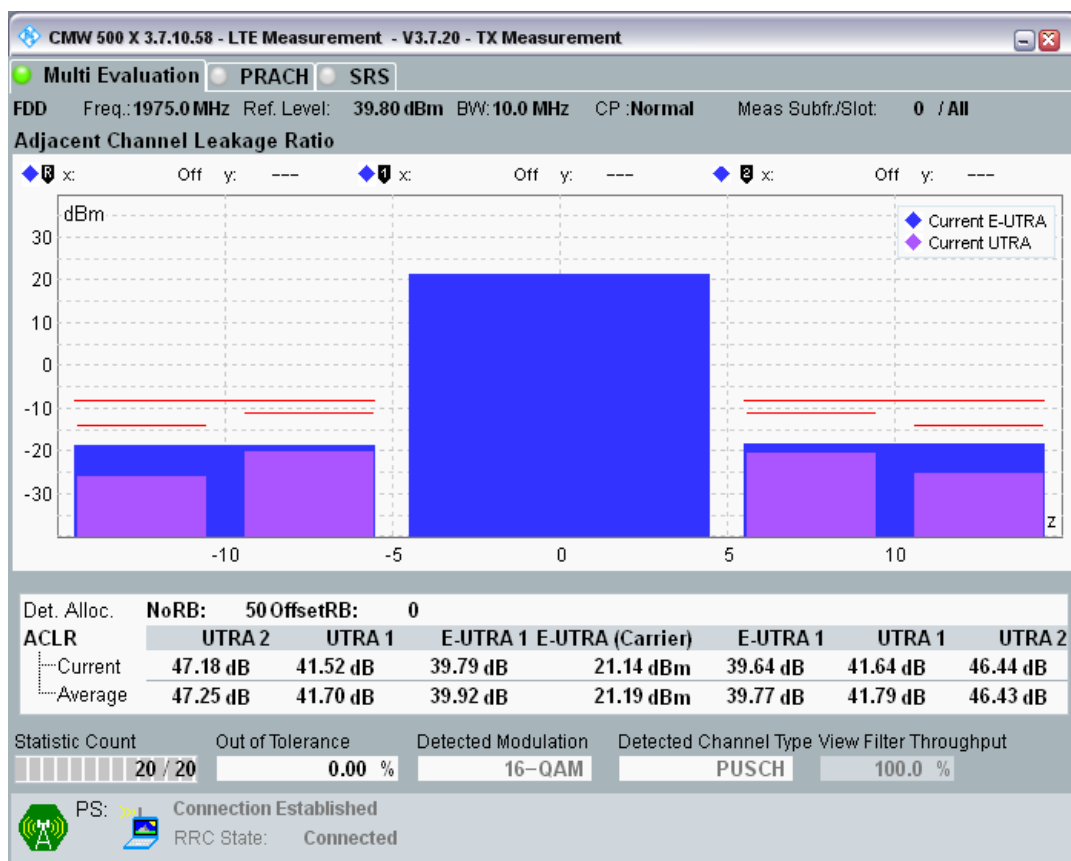 CMW 500 X 3.7.10.58 - LTE Measurement - V3.7.20 - TX Measurement
Multi Evaluation PRACH SRS
FDD Freq.: 1975.0 MHz Ref. Level: 39.80 dBm BW: 10.0 MHz CP : Normal Meas Subfr./Slot: 0 / All
Adjacent Channel Leakage Ratio
R x: Off y: --- 1 x: Off y: --- 2 x: Off y: ---
dBm
Current E-UTRA
Current UTRA
30
20
10
0
-10
-20
-30
z
-10 -5 0 5 10
Det. Alloc. NoRB: 50 OffsetRB: 0
ACLR UTRA 2 UTRA 1 E-UTRA 1 E-UTRA (Carrier) E-UTRA 1 UTRA 1 UTRA 2
Current 47.18 dB 41.52 dB 39.79 dB 21.14 dBm 39.64 dB 41.64 dB 46.44 dB
Average 47.25 dB 41.70 dB 39.92 dB 21.19 dBm 39.77 dB 41.79 dB 46.43 dB
Statistic Count Out of Tolerance Detected Modulation Detected Channel Type View Filter Throughput
20 / 20 0.00 % 16-QAM PUSCH 100.0 %
PS: Connection Established
RRC State: Connected